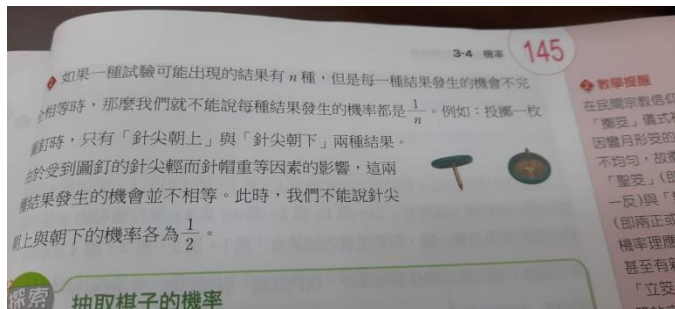 3-4 機率
145
如果一種試驗可能出現的結果有 n 種，但是每一種結果發生的機會不完
全相等時，那麼我們就不能說每種結果發生的機率都是 1/n 。例如：投擲一枚
圖釘時，只有「針尖朝上」與「針尖朝下」兩種結果。
由於受到圖釘的針尖輕而針帽重等因素的影響，這兩
種結果發生的機會並不相等。此時，我們不能說針尖
朝上與朝下的機率各為 1/2 。
探索
抽取棋子的機率
教學提醒
在民間宗教信仰
「擲筊」儀式
因彎月形筊的
不均勻，故
「聖筊」(即
一反)與「
(即兩正或
機率理應
甚至有
「立筊